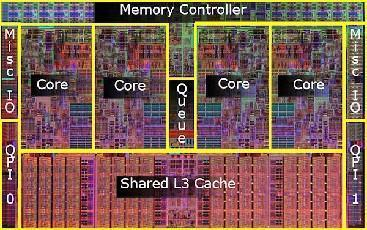 Memory Controller
Misc IO
Core
Core
Queue
Core
Core
Misc IO
QPI 0
Shared L3 Cache
QPI 1